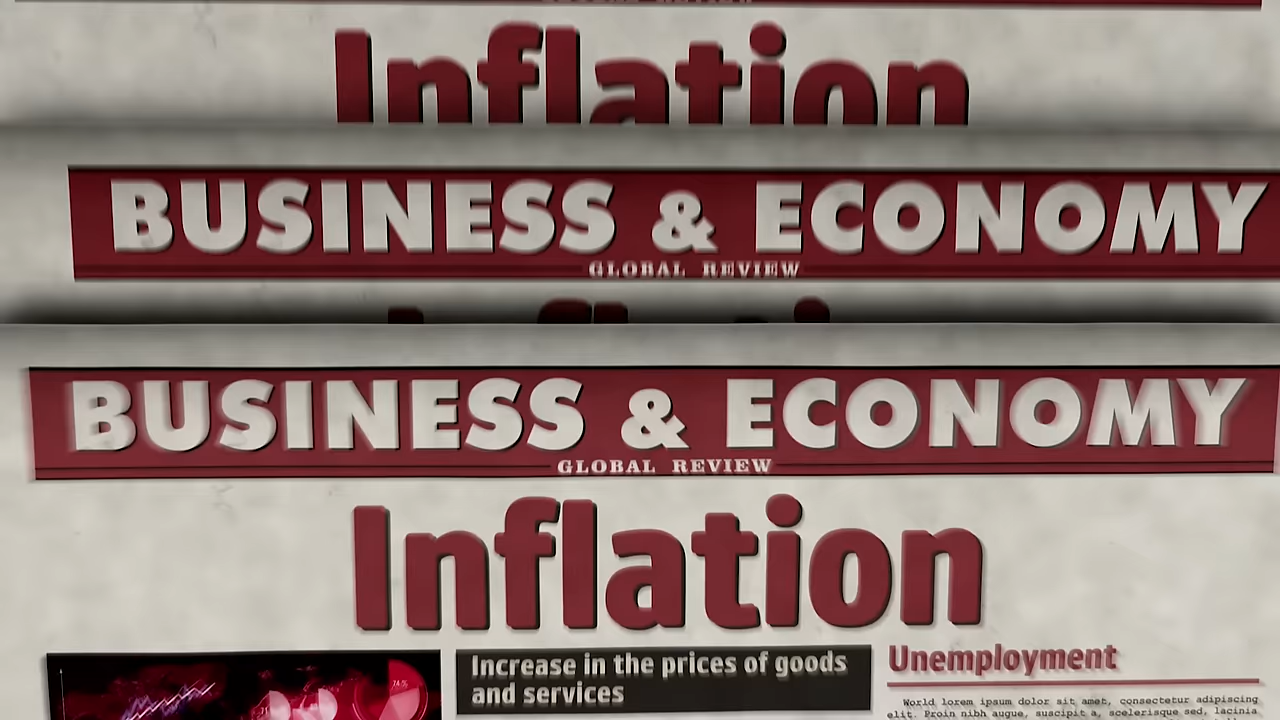 Inflation
BUSINESS & ECONOMY
GLOBAL REVIEW
BUSINESS & ECONOMY
GLOBAL REVIEW
Inflation
Increase in the prices of goods
and services
Unemployment
World lorem ipsum dolor sit amet, consectetur adipiscing
elit. Proin nibh augue, suscipit a, scelerisque sed, lacinia